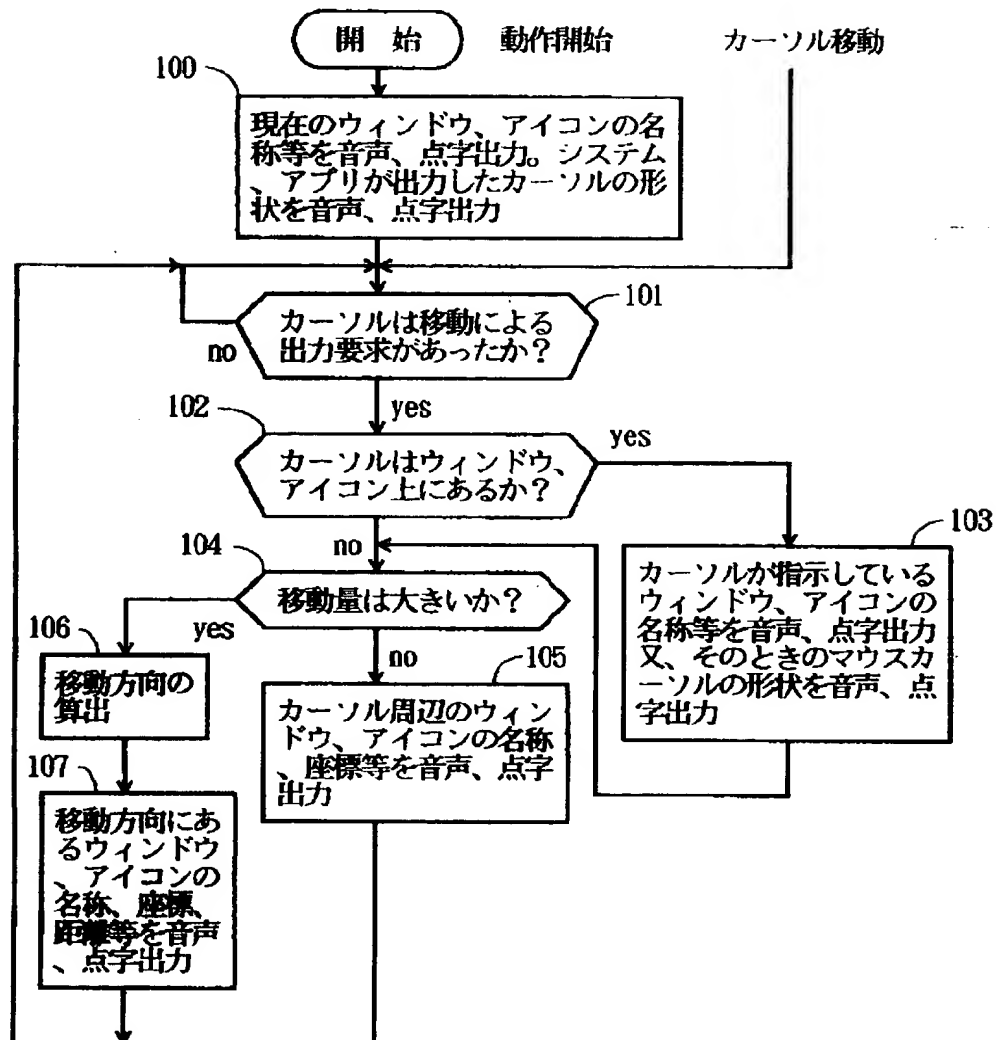 開 始
動作開始
カーソル移動
100
現在のウィンドウ、アイコンの名
称等を音声、点字出力。システム
、アプリが出力したカーソルの形
状を音声、点字出力
101
カーソルは移動による
出力要求があったか？
no
yes
102
カーソルはウィンドウ、
アイコン上にあるか？
yes
no
103
カーソルが指示している
ウィンドウ、アイコンの
名称等を音声、点字出力
又、そのときのマウスカ
ーソルの形状を音声、点
字出力
104
移動量は大きいか？
yes
no
105
カーソル周辺のウィン
ドウ、アイコンの名称
、座標等を音声、点字
出力
106
移動方向の
算出
107
移動方向にあ
るウィンドウ
、アイコンの
名称、座標、
距離等を音声
、点字出力